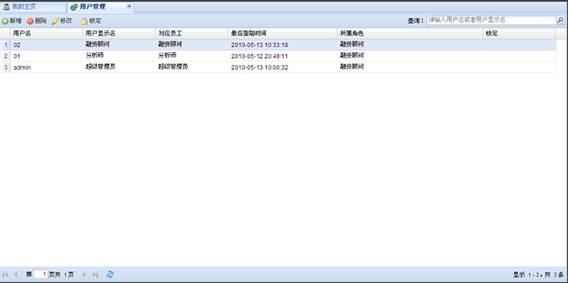 我的主页 用户管理
新增 删除 修改 锁定 查询： 请输入用户名或者用户显示名
用户名 用户显示名 对应员工 最后登陆时间 所属角色 锁定
1 02 融资顾问 融资顾问 2010-05-13 10:33:18 融资顾问
2 01 分析师 分析师 2010-05-12 20:49:11 融资顾问
3 admin 超级管理员 超级管理员 2010-05-13 10:00:32 融资顾问
第 1 页共 1 页 显示 1 - 3，共 3 条